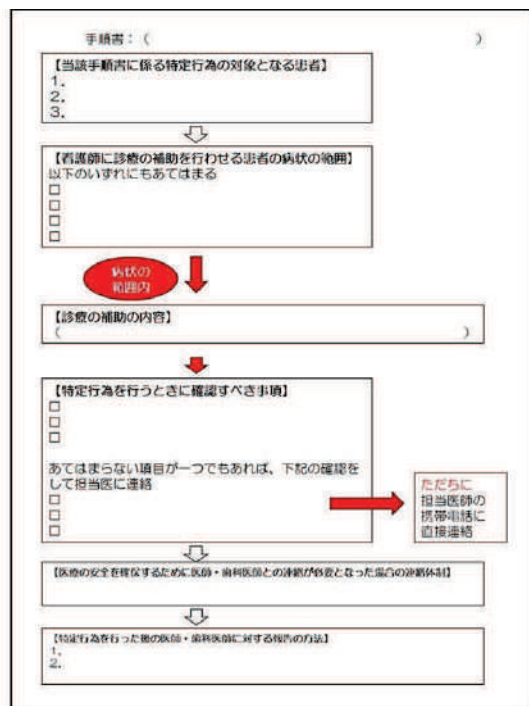 手順書：（　　　　　　　　　　　　　　）
【当該手順書に係る特定行為の対象となる患者】
1．
2．
3．
【看護師に診療の補助を行わせる患者の病状の範囲】
以下のいずれにもあてはまる
□
□
□
□
病状の
範囲内
【診療の補助の内容】
（　　　　　　　　　　　　　　）
【特定行為を行うときに確認すべき事項】
□
□
□
あてはまらない項目が一つでもあれば、下記の確認を
して担当医に連絡
□
□
□
ただちに
担当医師の
携帯電話に
直接連絡
【医療の安全を確保するために医師・歯科医師との連絡が必要となった場合の連絡体制】
【特定行為を行った後の医師・歯科医師に対する報告の方法】
1．
2．